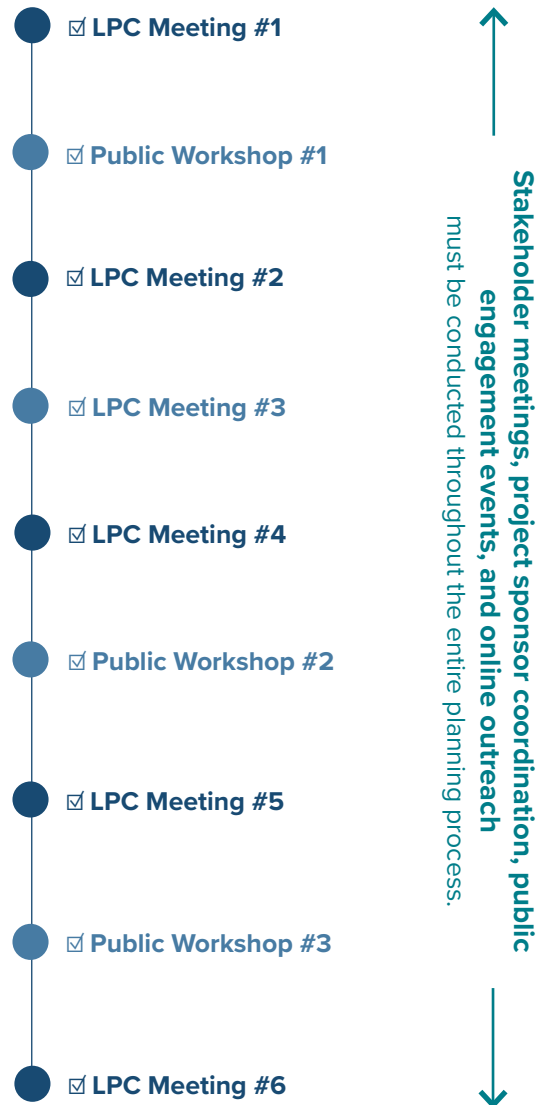 ☑ LPC Meeting #1
☑ Public Workshop #1
☑ LPC Meeting #2
☑ LPC Meeting #3
☑ LPC Meeting #4
☑ Public Workshop #2
☑ LPC Meeting #5
☑ Public Workshop #3
☑ LPC Meeting #6
Stakeholder meetings, project sponsor coordination, public
engagement events, and online outreach
must be conducted throughout the entire planning process.